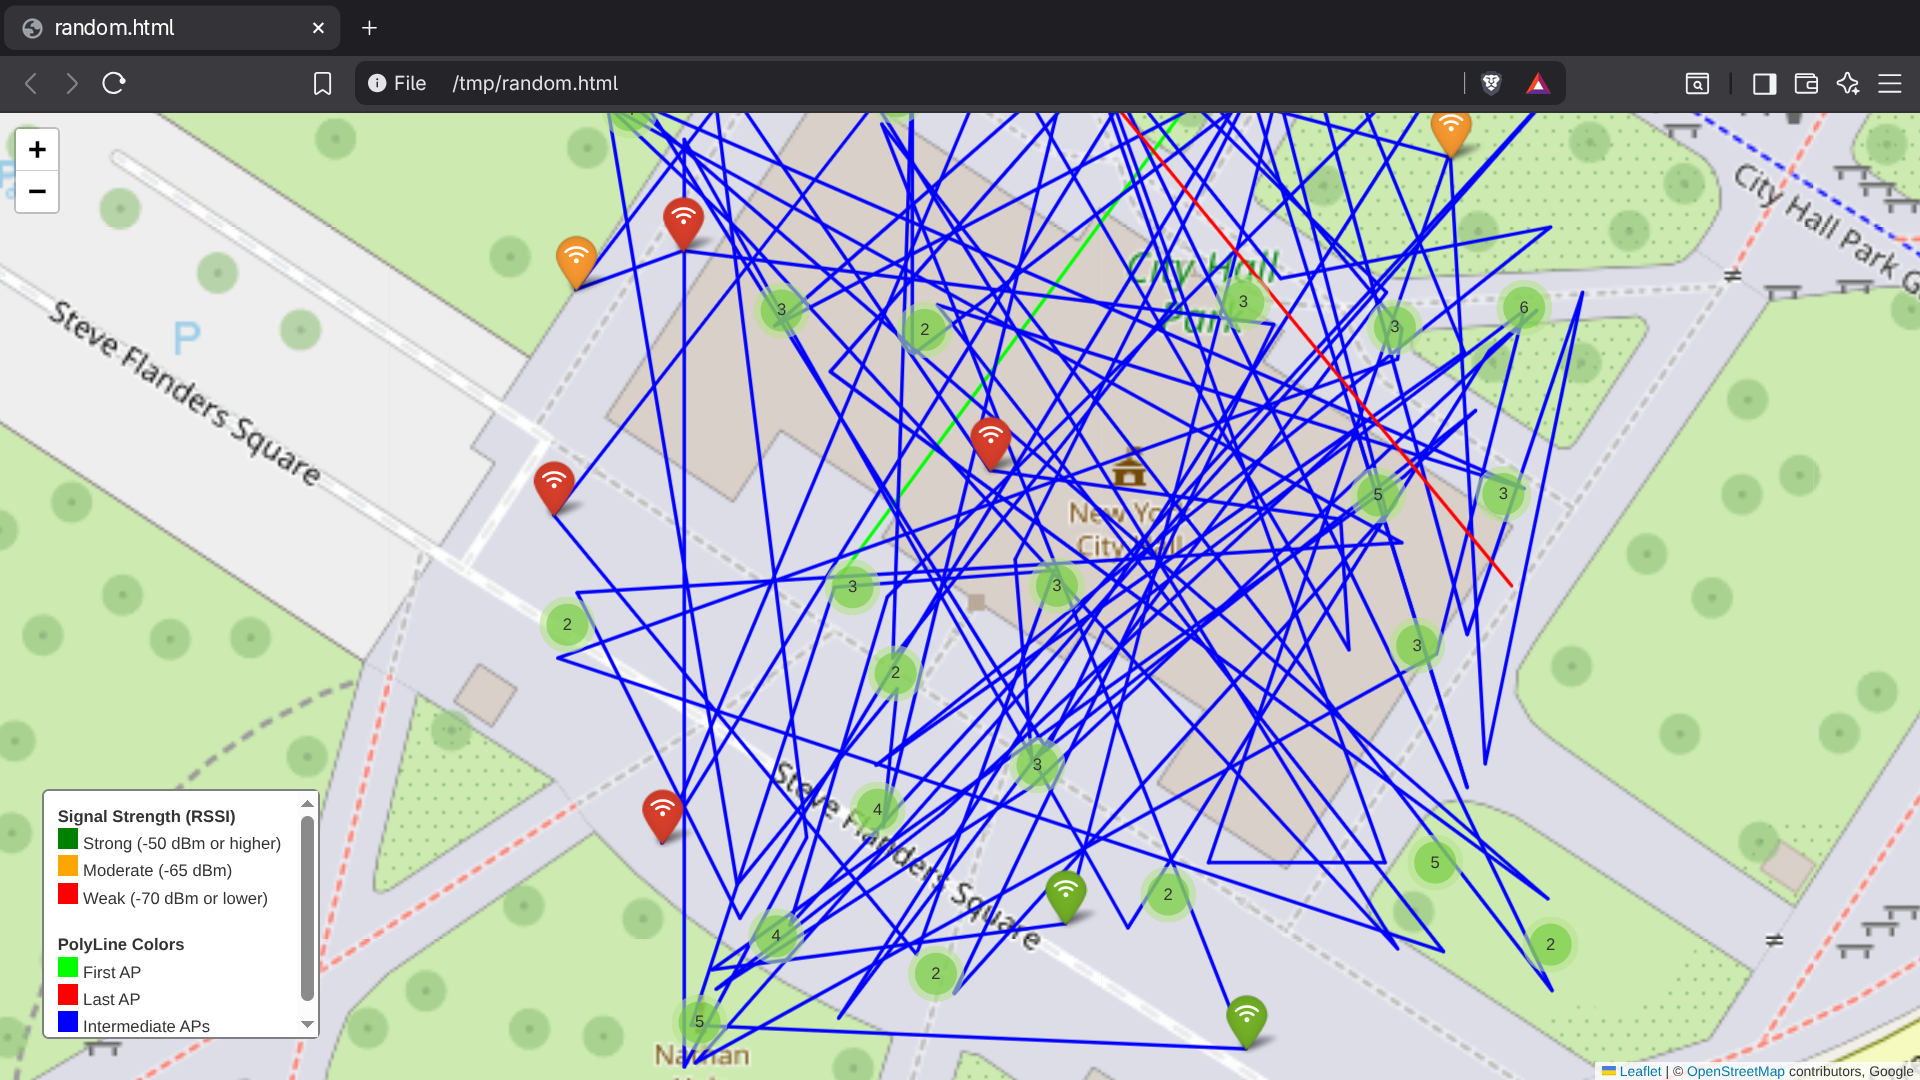 random.html
File /tmp/random.html
+
−
City Hall Park G
City Hall
Park
Steve Flanders Square
P
P
3
2
3
3
6
5
3
New York
City Hall
3
3
2
3
2
3
Steve Flanders Square
4
5
2
4
2
2
5
Nathan
Signal Strength (RSSI)
Strong (-50 dBm or higher)
Moderate (-65 dBm)
Weak (-70 dBm or lower)
PolyLine Colors
First AP
Last AP
Intermediate APs
Leaflet | © OpenStreetMap contributors, Google